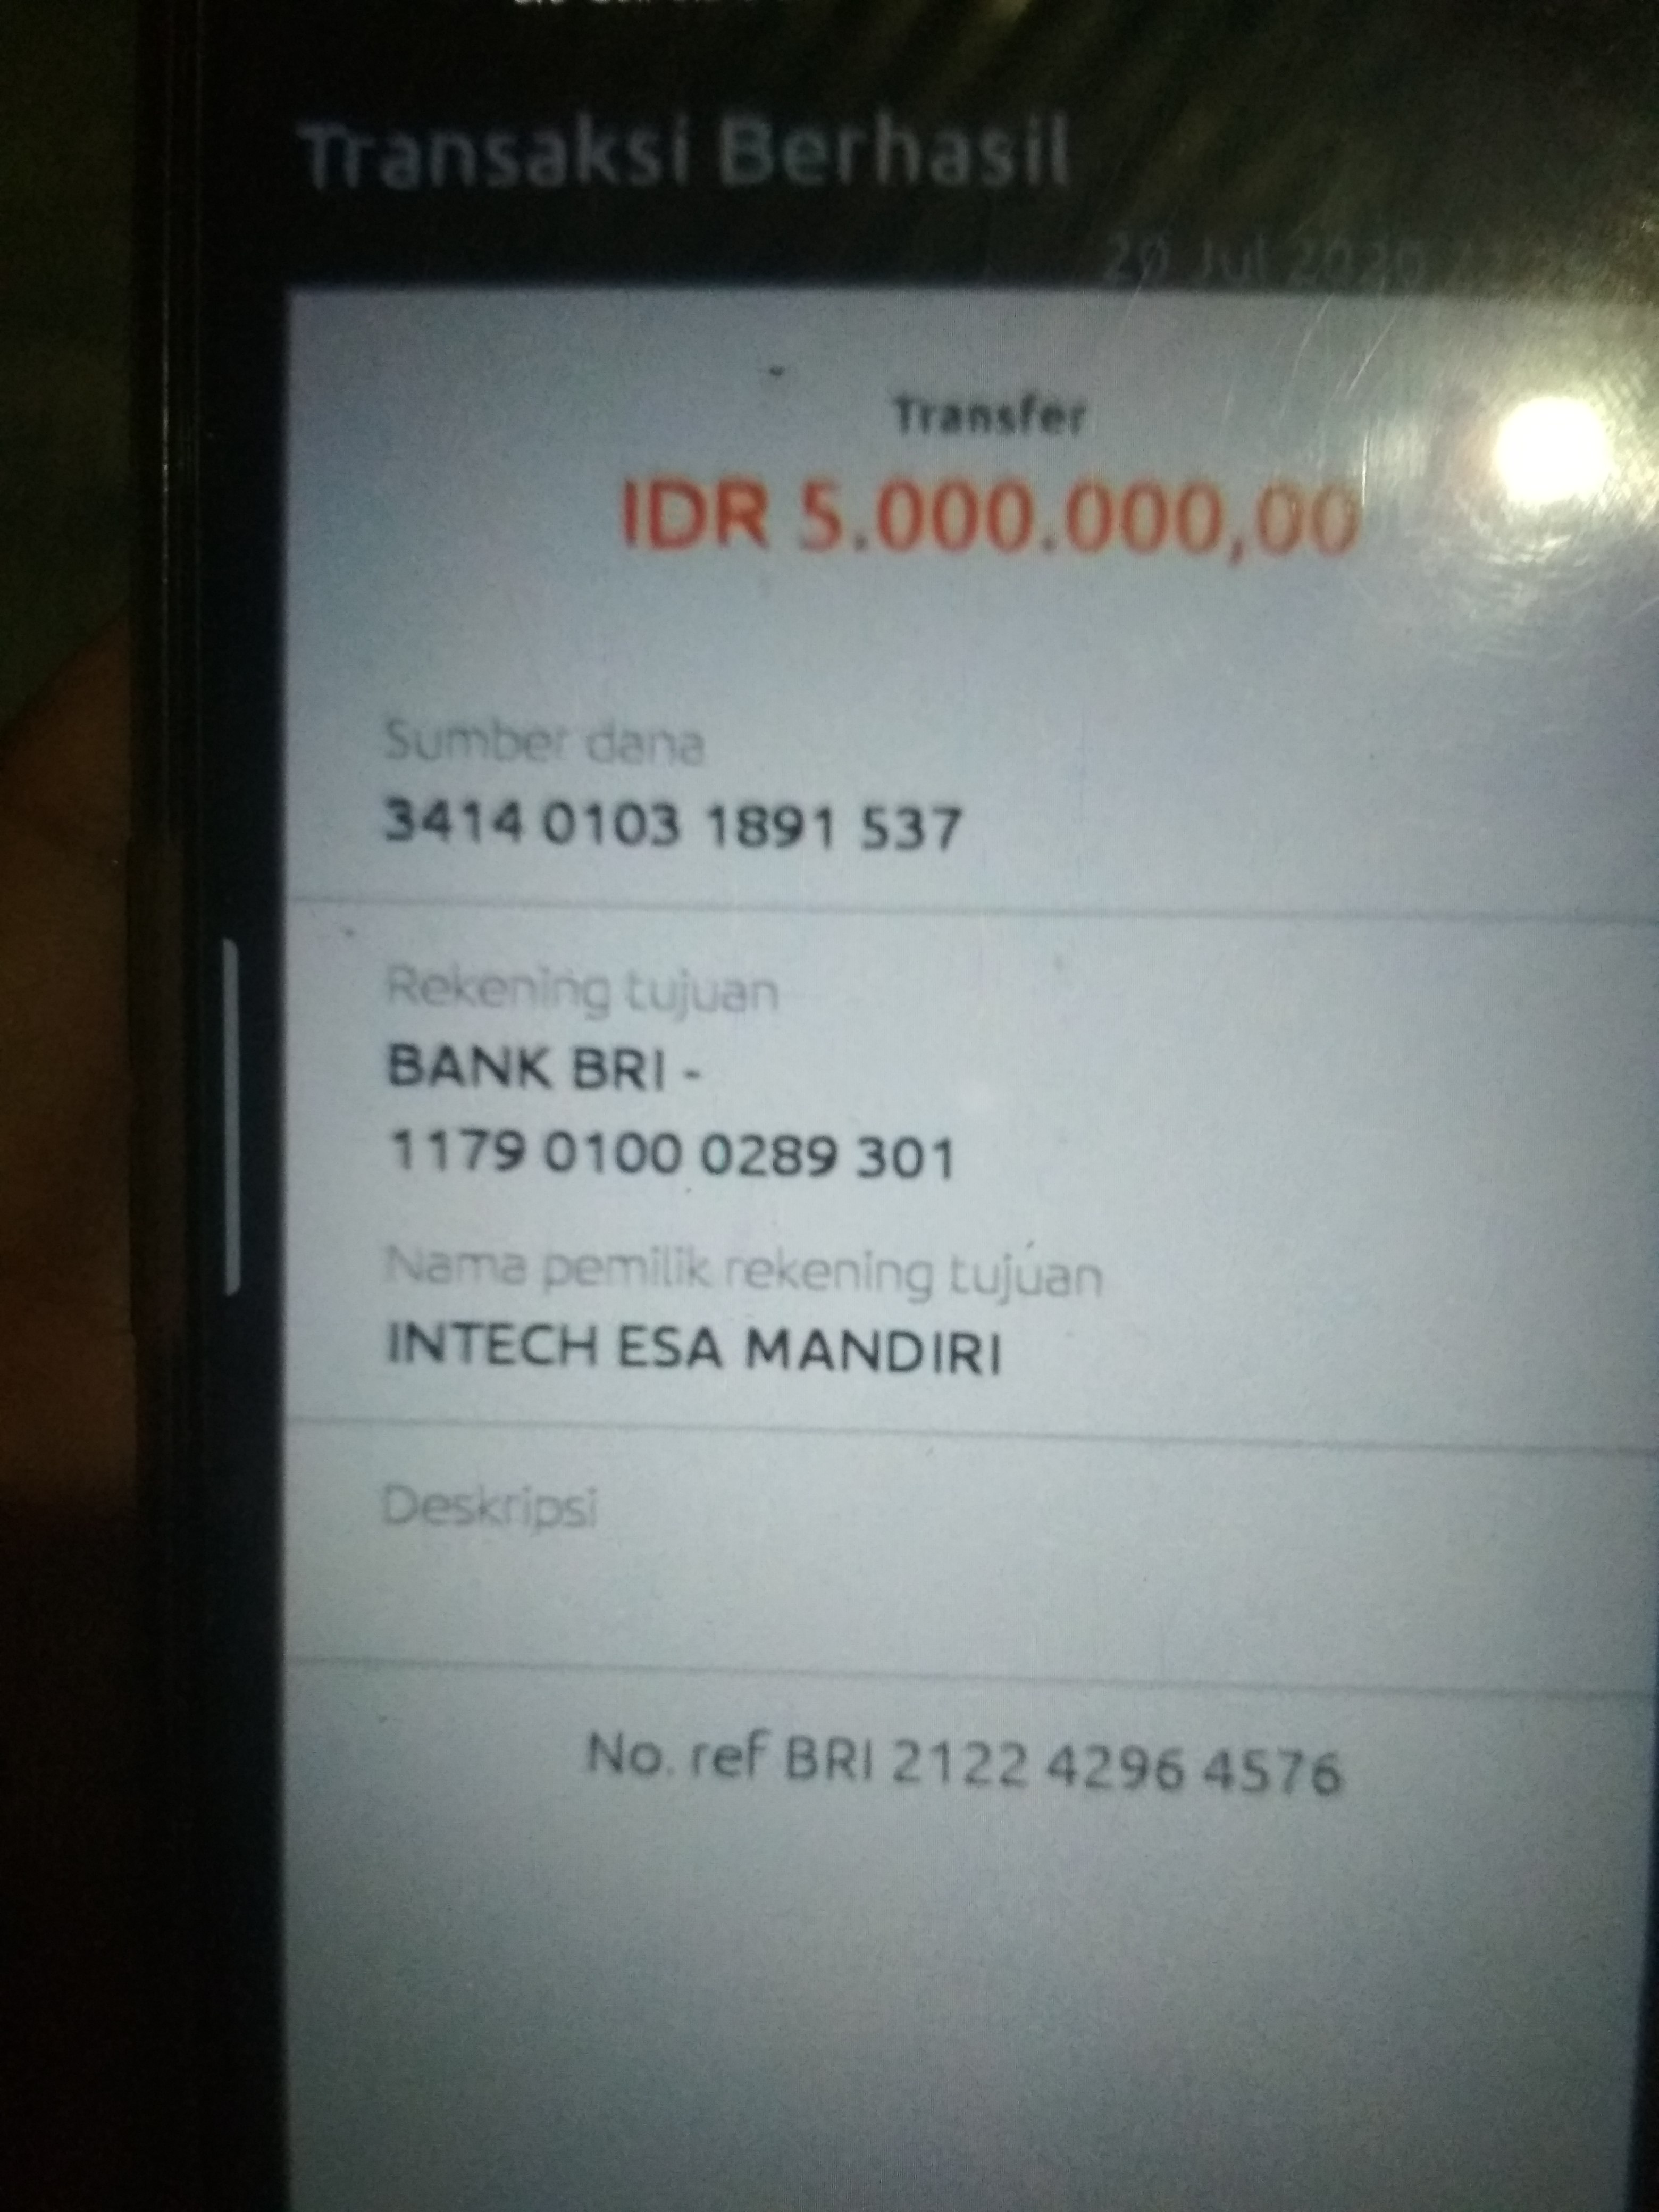 Transaksi Berhasil
20 Jul 2020
Transfer
IDR 5.000.000,00
Sumber dana
3414 0103 1891 537
Rekening tujuan
BANK BRI -
1179 0100 0289 301
Nama pemilik rekening tujuan
INTECH ESA MANDIRI
Deskripsi
No. ref BRI 2122 4296 4576